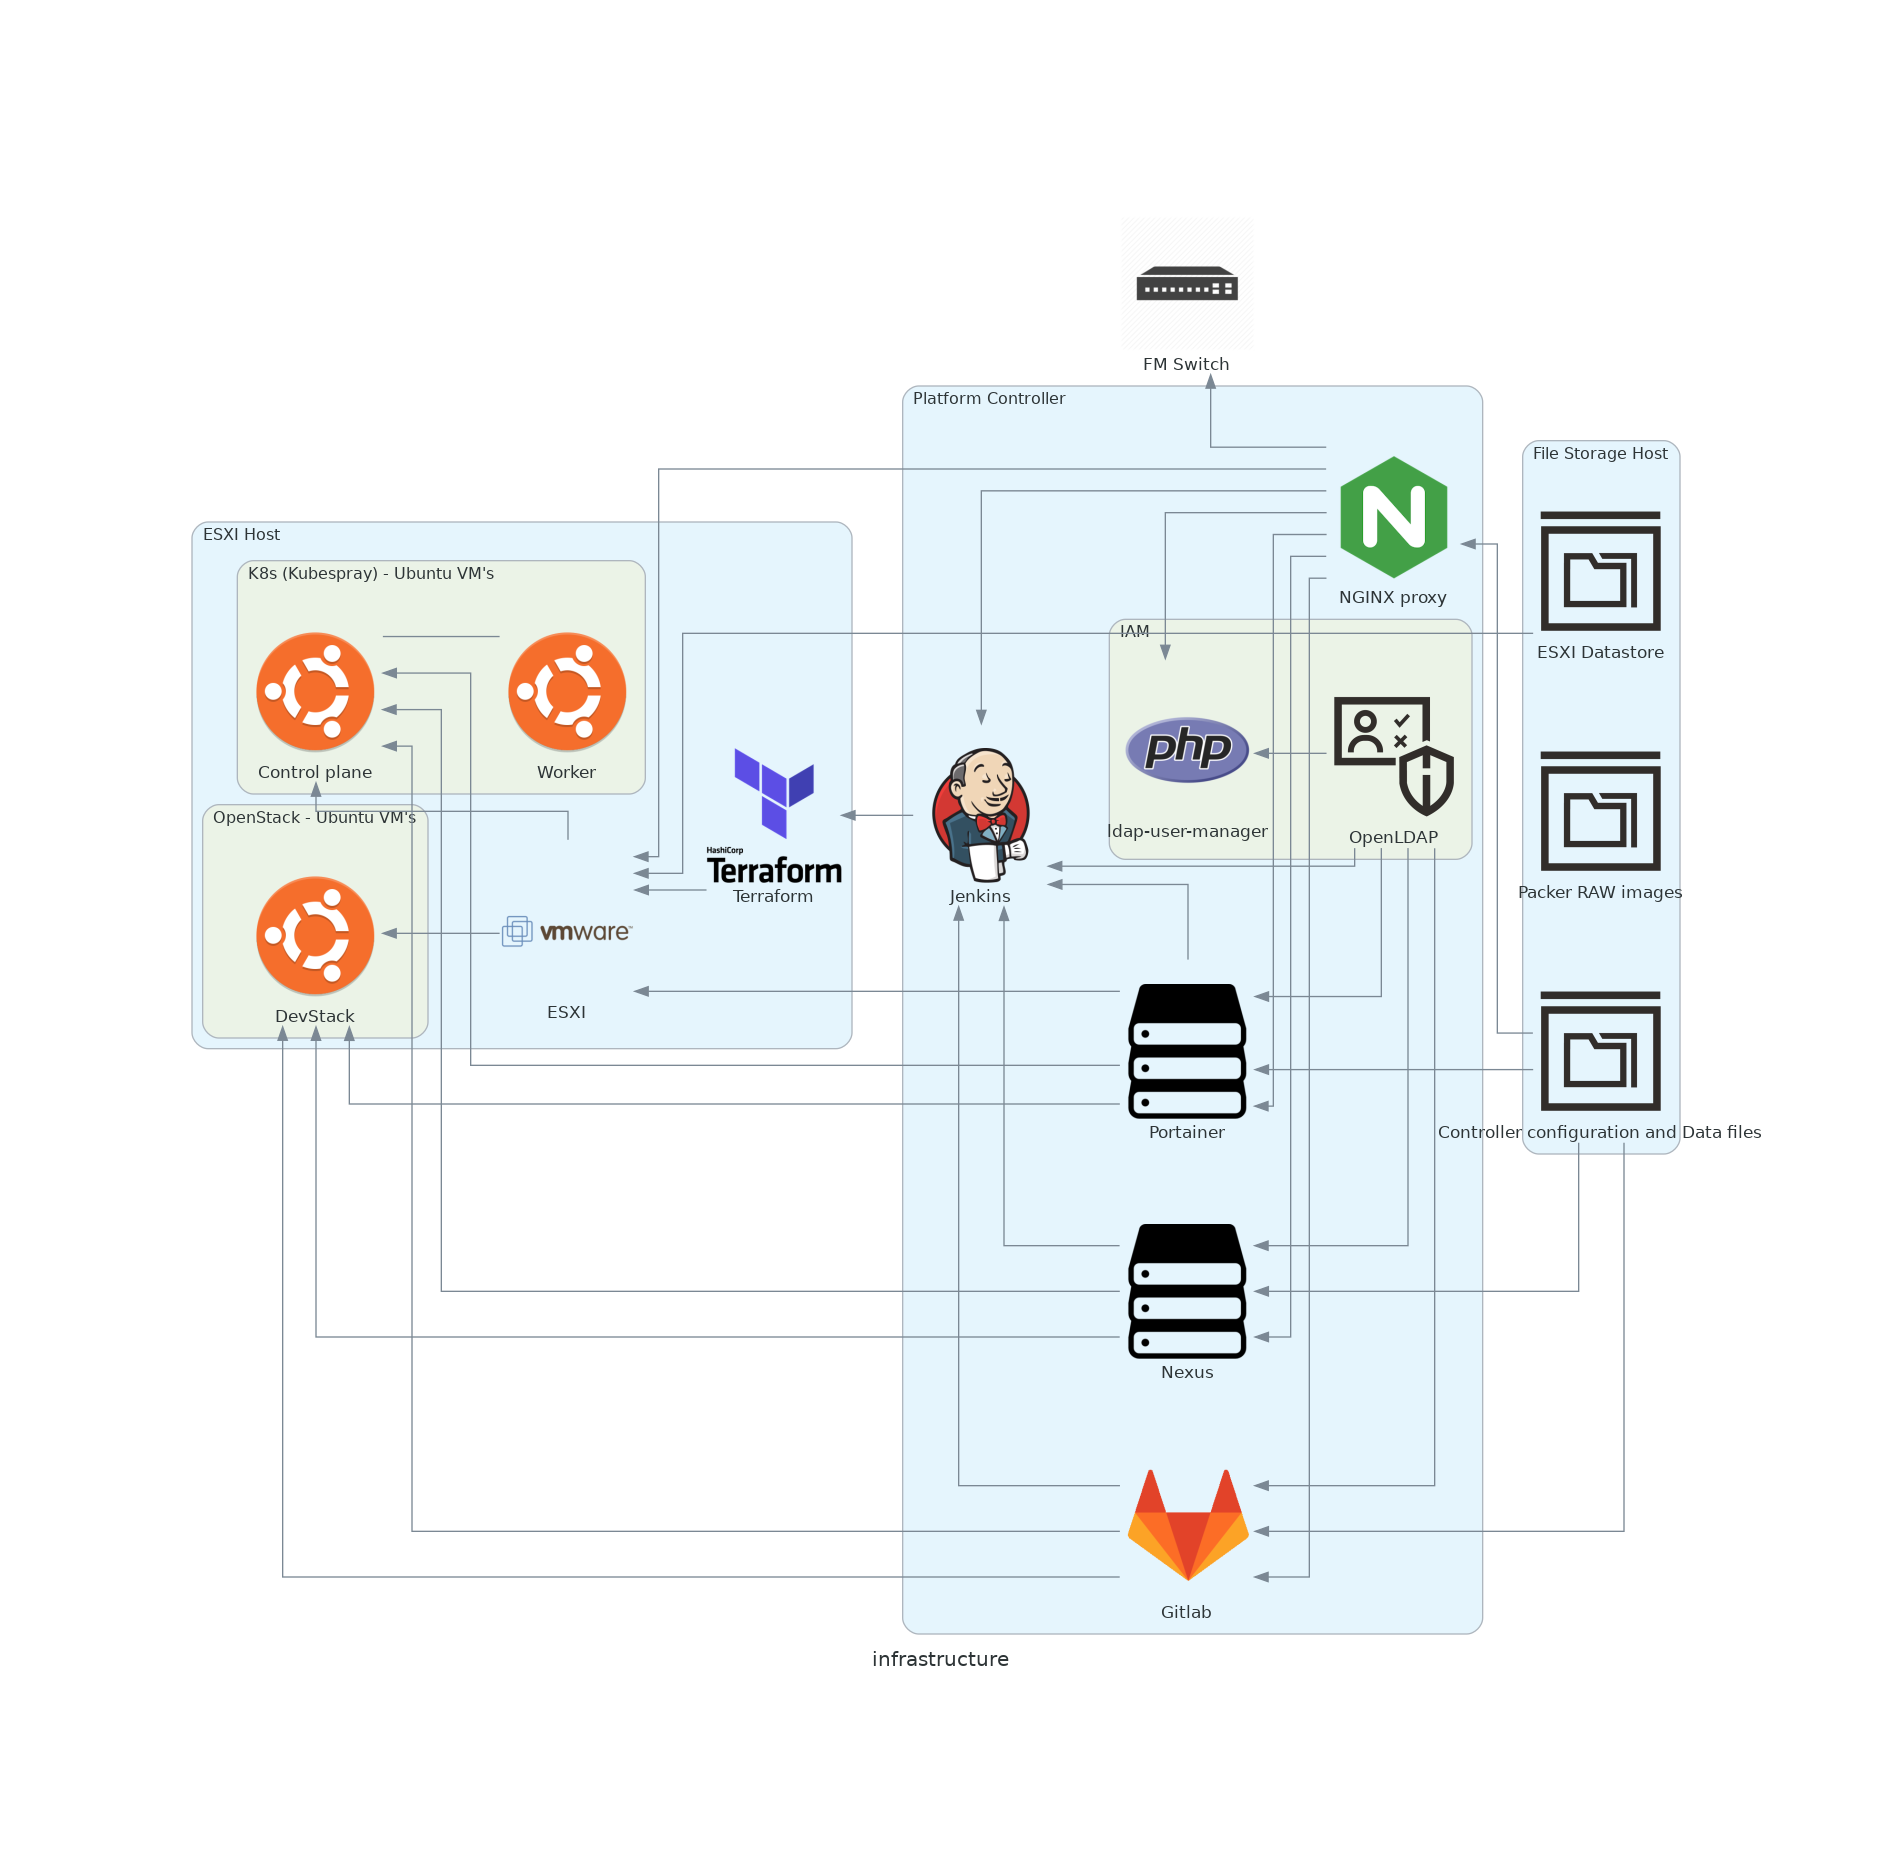 FM Switch
Platform Controller
File Storage Host
ESXI Host
K8s (Kubespray) - Ubuntu VM's
NGINX proxy
IAM
ESXI Datastore
Control plane
Worker
php
OpenStack - Ubuntu VM's
ldap-user-manager
OpenLDAP
HashiCorp
Terraform
Terraform
Jenkins
Packer RAW images
vmware™
DevStack
ESXI
Portainer
Controller configuration and Data files
Nexus
Gitlab
infrastructure